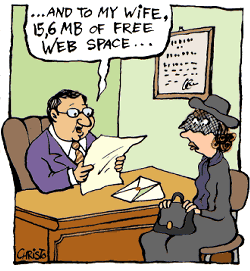 ...AND TO MY WIFE,
15,6 MB OF FREE
WEB SPACE...
CHRISTO